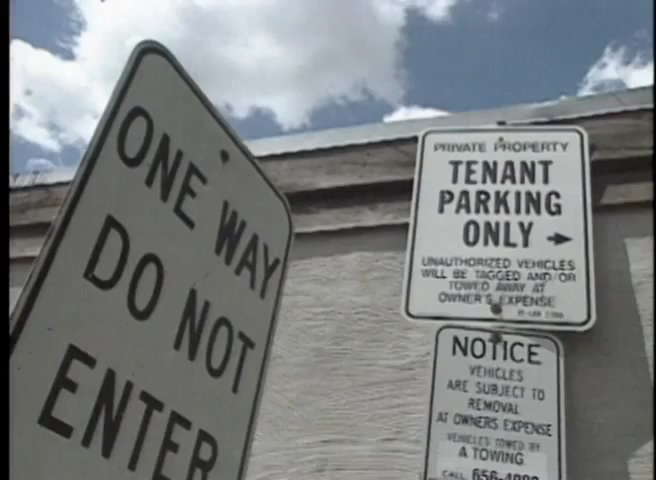 ONE WAY
DO NOT
ENTER
PRIVATE PROPERTY
TENANT
PARKING
ONLY
UNAUTHORIZED VEHICLES
WILL BE TAGGED AND/OR
TOWED AWAY AT
OWNER'S EXPENSE
NOTICE
VEHICLES
ARE SUBJECT TO
REMOVAL
AT OWNERS EXPENSE
VEHICLES TOWED BY
A TOWING
CALL